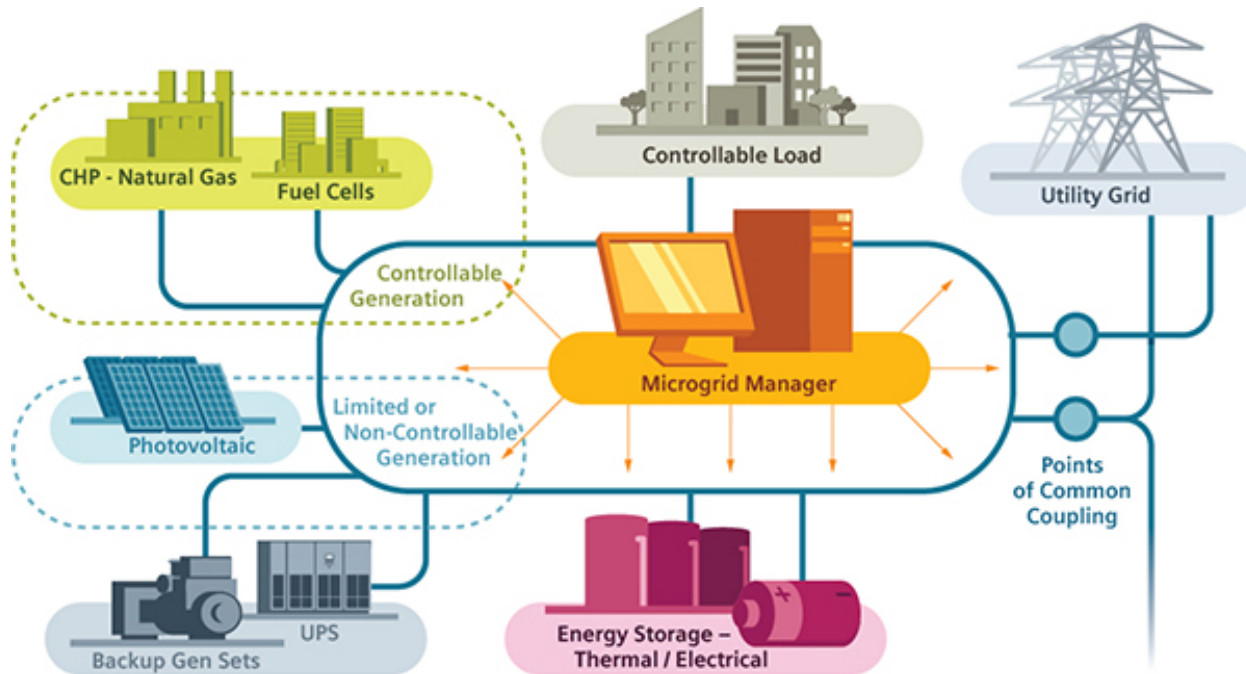 CHP - Natural Gas
Fuel Cells
Controllable Load
Utility Grid
Controllable
Generation
Microgrid Manager
Limited or
Non-Controllable
Generation
Photovoltaic
Points
of Common
Coupling
UPS
Backup Gen Sets
Energy Storage –
Thermal / Electrical